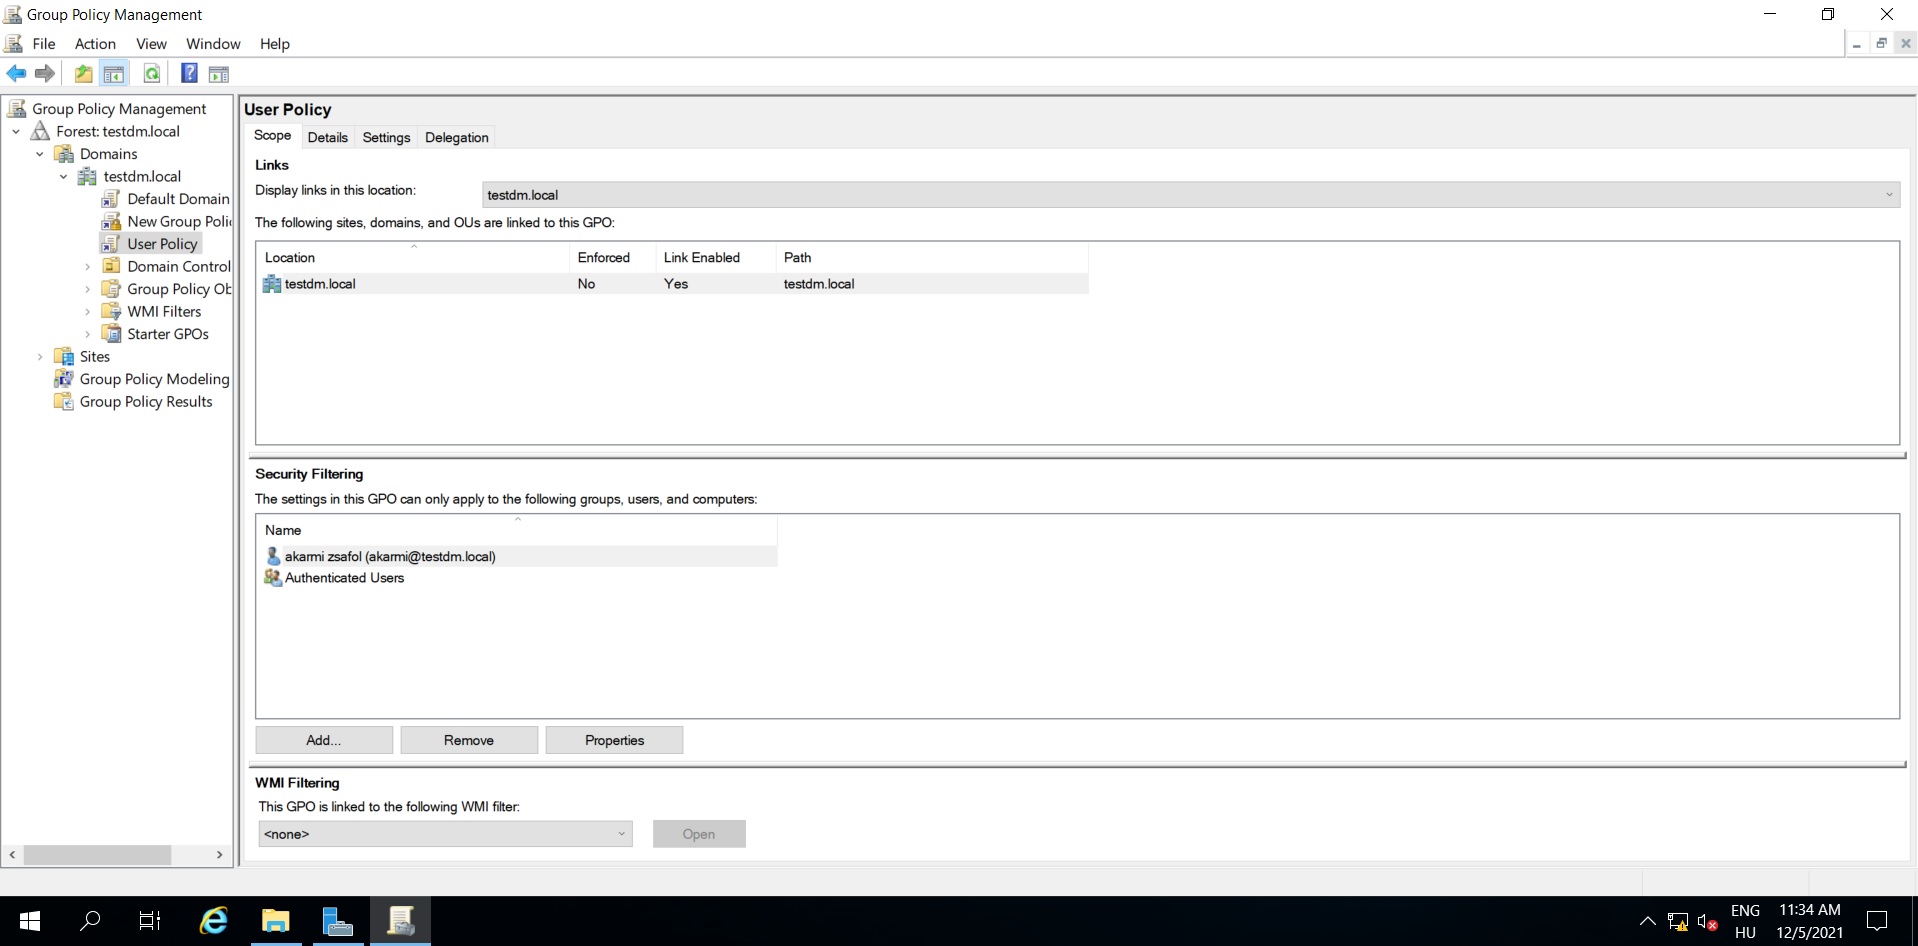 Group Policy Management
File Action View Window Help
Group Policy Management
Forest: testdm.local
Domains
testdm.local
Default Domain
New Group Poli
User Policy
Domain Control
Group Policy Ob
WMI Filters
Starter GPOs
Sites
Group Policy Modeling
Group Policy Results
User Policy
Scope Details Settings Delegation
Links
Display links in this location: testdm.local
The following sites, domains, and OUs are linked to this GPO:
Location Enforced Link Enabled Path
testdm.local No Yes testdm.local
Security Filtering
The settings in this GPO can only apply to the following groups, users, and computers:
Name
akarmi zsafol (akarmi@testdm.local)
Authenticated Users
Add... Remove Properties
WMI Filtering
This GPO is linked to the following WMI filter:
<none> Open
ENG 11:34 AM
HU 12/5/2021